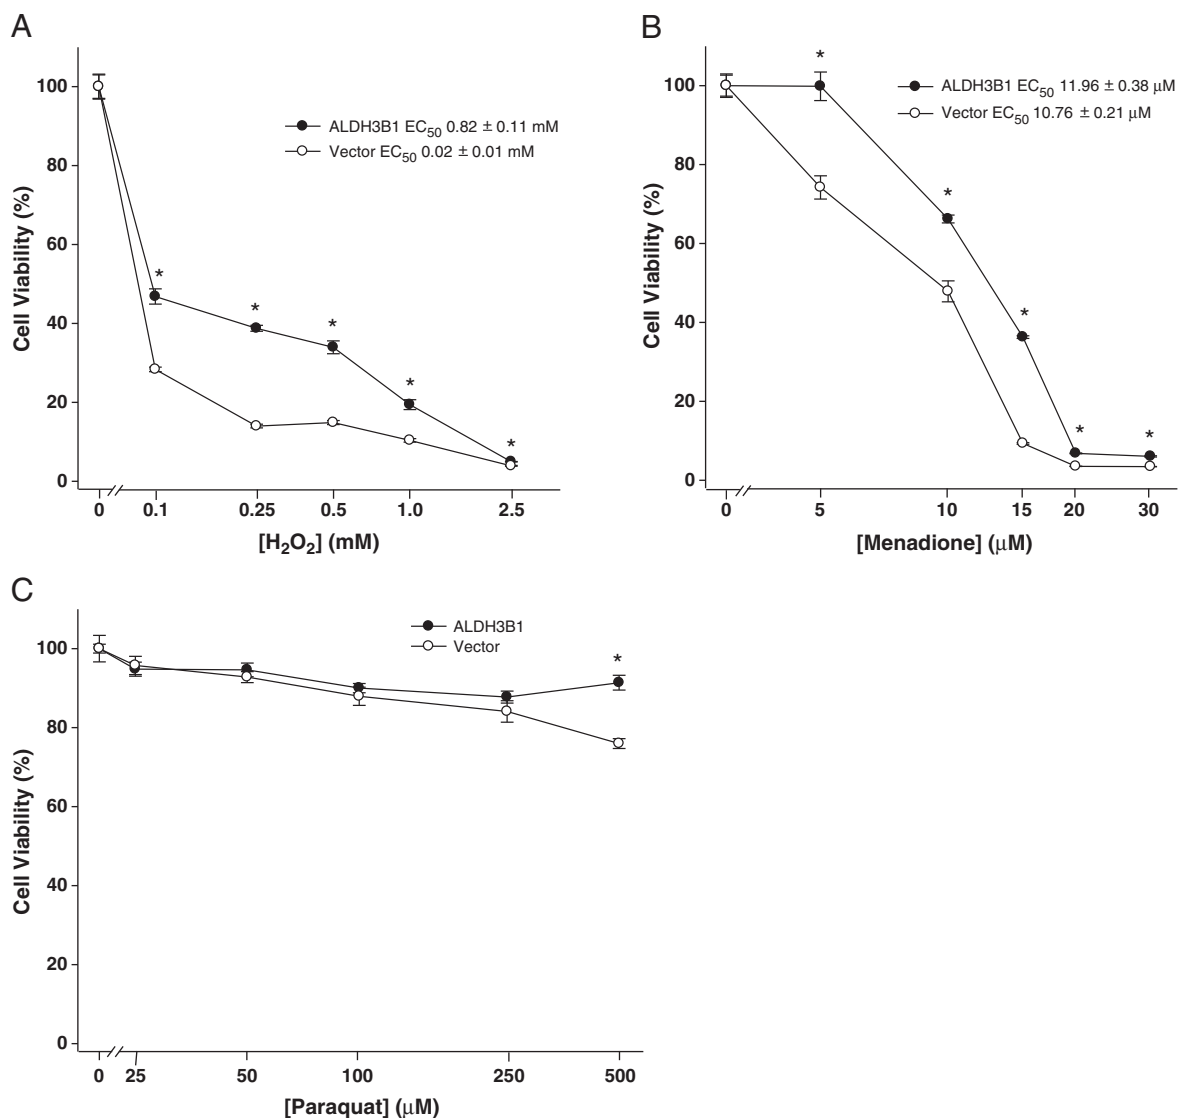 A
Cell Viability (%)
100
80
60
40
20
0
ALDH3B1 EC50 0.82 ± 0.11 mM
Vector EC50 0.02 ± 0.01 mM
*
*
*
*
*
0 0.1 0.25 0.5 1.0 2.5
[H2O2] (mM)
B
Cell Viability (%)
100
80
60
40
20
0
ALDH3B1 EC50 11.96 ± 0.38 μM
Vector EC50 10.76 ± 0.21 μM
*
*
*
*
*
0 5 10 15 20 30
[Menadione] (μM)
C
Cell Viability (%)
100
80
60
40
20
0
ALDH3B1
Vector
*
0 25 50 100 250 500
[Paraquat] (μM)